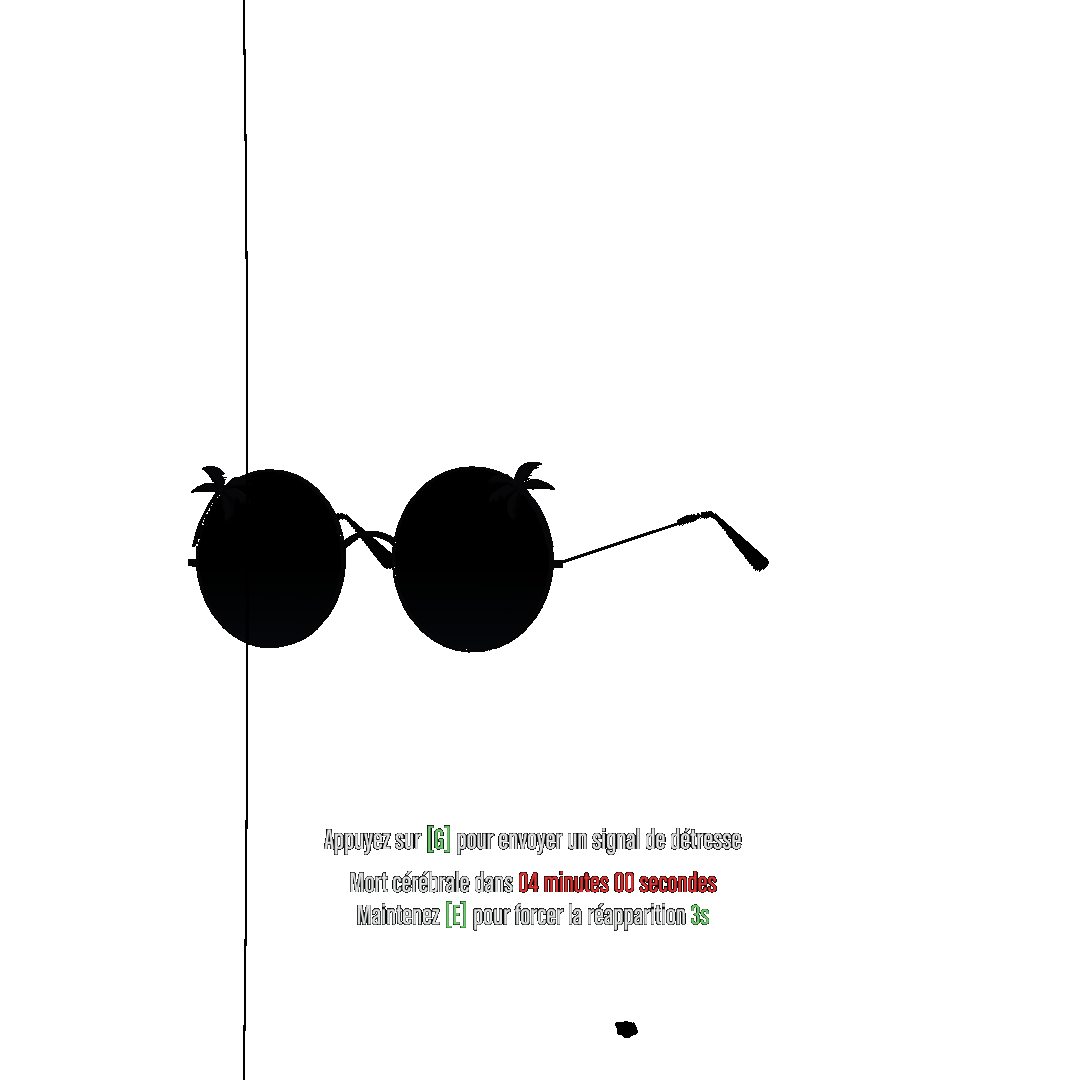 Appuyez sur [G] pour envoyer un signal de détresse
Mort cérébrale dans 04 minutes 00 secondes
Maintenez [E] pour forcer la réapparition 3s